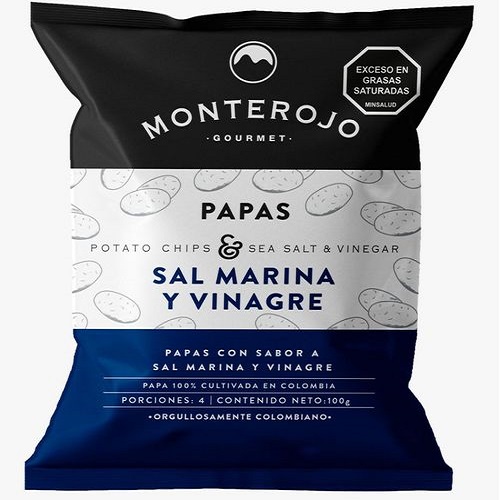 EXCESO EN
GRASAS
SATURADAS
MINSALUD
MONTEROJO
·GOURMET·
PAPAS
POTATO CHIPS & SEA SALT & VINEGAR
SAL MARINA
Y VINAGRE
PAPAS CON SABOR A
SAL MARINA Y VINAGRE
PAPA 100% CULTIVADA EN COLOMBIA
PORCIONES: 4 | CONTENIDO NETO:100g
•ORGULLOSAMENTE COLOMBIANO•